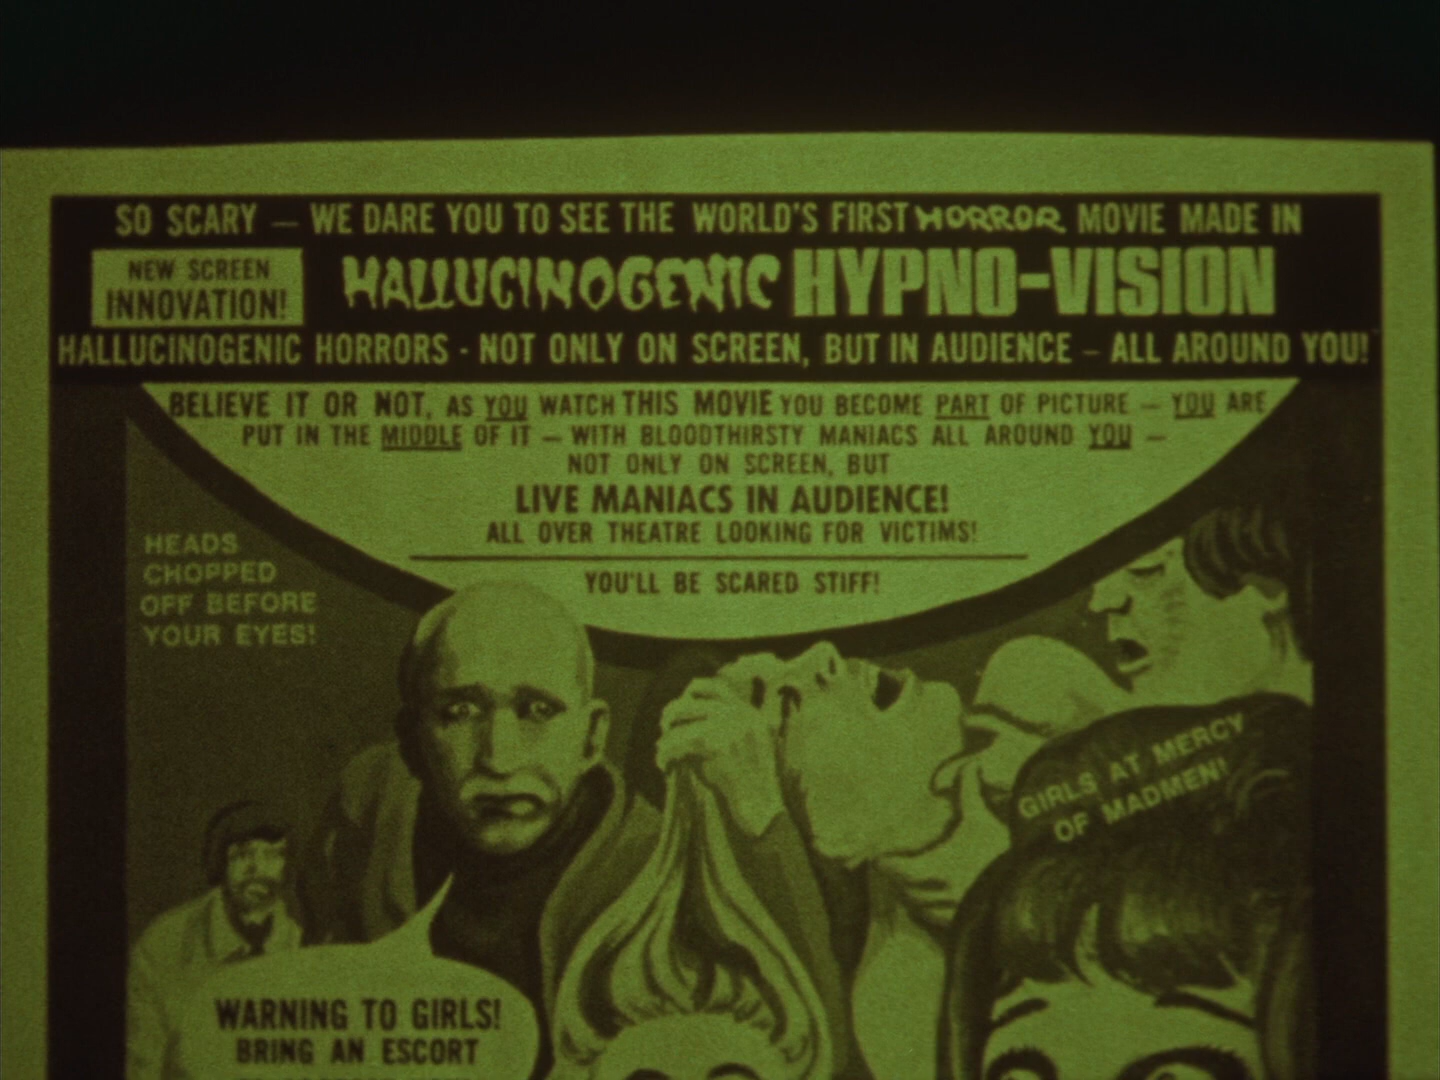 SO SCARY — WE DARE YOU TO SEE THE WORLD'S FIRST HORROR MOVIE MADE IN
NEW SCREEN
INNOVATION!
HALLUCINOGENIC HYPNO-VISION
HALLUCINOGENIC HORRORS - NOT ONLY ON SCREEN, BUT IN AUDIENCE — ALL AROUND YOU!
BELIEVE IT OR NOT, AS YOU WATCH THIS MOVIE YOU BECOME PART OF PICTURE — YOU ARE
PUT IN THE MIDDLE OF IT — WITH BLOODTHIRSTY MANIACS ALL AROUND YOU —
NOT ONLY ON SCREEN, BUT
LIVE MANIACS IN AUDIENCE!
ALL OVER THEATRE LOOKING FOR VICTIMS!
YOU'LL BE SCARED STIFF!
HEADS
CHOPPED
OFF BEFORE
YOUR EYES!
GIRLS AT MERCY
OF MADMEN!
WARNING TO GIRLS!
BRING AN ESCORT